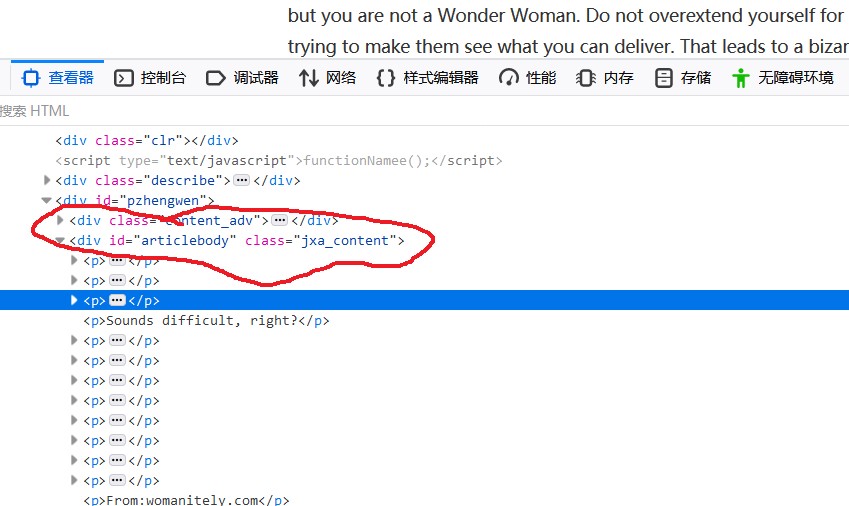 but you are not a Wonder Woman. Do not overextend yourself for
trying to make them see what you can deliver. That leads to a bizar
查看器 控制台 调试器 网络 样式编辑器 性能 内存 存储 无障碍环境
搜索 HTML
<div class="clr"></div>
<script type="text/javascript">functionNamee();</script>
<div class="describe">…</div>
<div id="pzhengwen">
<div class="content_adv">…</div>
<div id="articlebody" class="jxa_content">
<p>…</p>
<p>…</p>
<p>…</p>
<p>Sounds difficult, right?</p>
<p>…</p>
<p>…</p>
<p>…</p>
<p>…</p>
<p>…</p>
<p>…</p>
<p>…</p>
<p>…</p>
<p>From:womanitely.com</p>